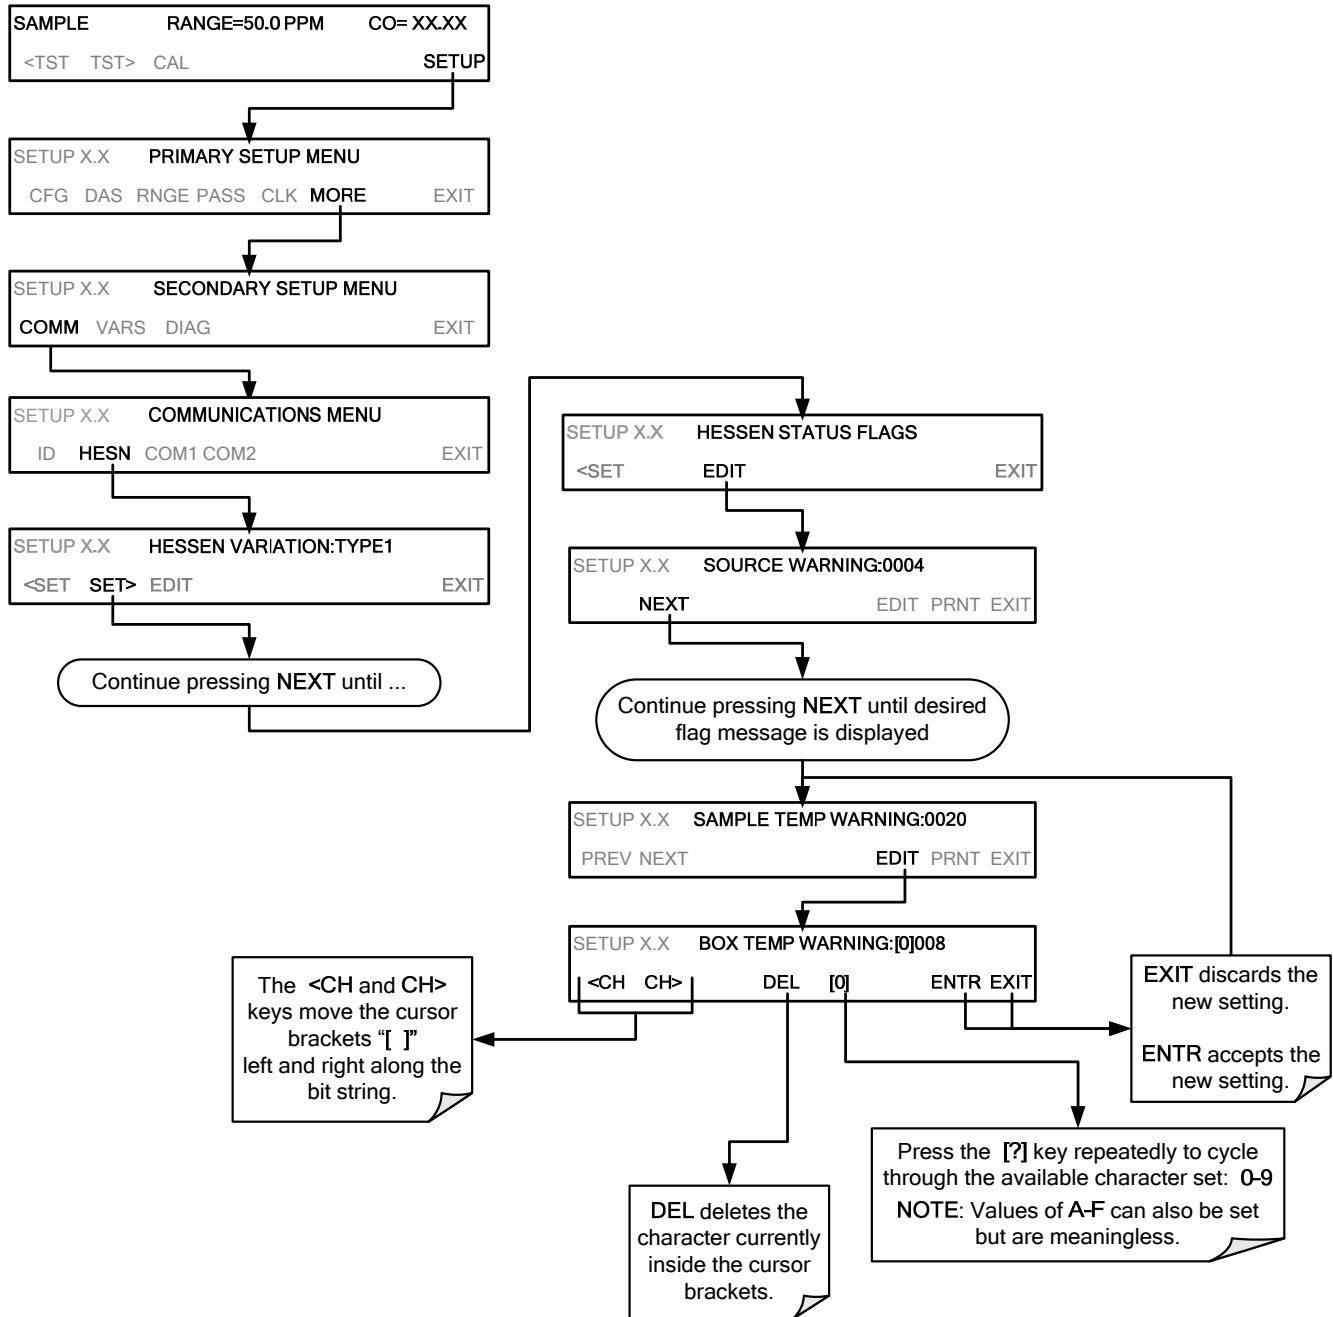 SAMPLE RANGE=50.0 PPM CO= XX.XX
<TST TST> CAL SETUP
SETUP X.X PRIMARY SETUP MENU
CFG DAS RNGE PASS CLK MORE EXIT
SETUP X.X SECONDARY SETUP MENU
COMM VARS DIAG EXIT
SETUP X.X COMMUNICATIONS MENU
ID HESN COM1 COM2 EXIT
SETUP X.X HESSEN VARIATION:TYPE1
<SET SET> EDIT EXIT
Continue pressing NEXT until ...
SETUP X.X HESSEN STATUS FLAGS
<SET EDIT EXIT
SETUP X.X SOURCE WARNING:0004
NEXT EDIT PRNT EXIT
Continue pressing NEXT until desired
flag message is displayed
SETUP X.X SAMPLE TEMP WARNING:0020
PREV NEXT EDIT PRNT EXIT
SETUP X.X BOX TEMP WARNING:[0]008
<CH CH> DEL [0] ENTR EXIT
The <CH and CH>
keys move the cursor
brackets “[ ]”
left and right along the
bit string.
EXIT discards the
new setting.
ENTR accepts the
new setting.
Press the [?] key repeatedly to cycle
through the available character set: 0-9
NOTE: Values of A-F can also be set
but are meaningless.
DEL deletes the
character currently
inside the cursor
brackets.